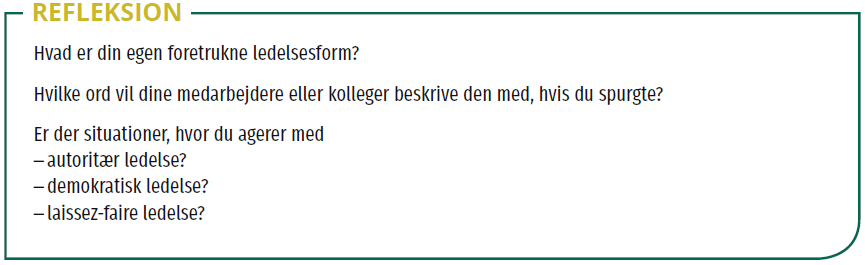 REFLEKSION
Hvad er din egen foretrukne ledelsesform?
Hvilke ord vil dine medarbejdere eller kolleger beskrive den med, hvis du spurgte?
Er der situationer, hvor du agerer med
– autoritær ledelse?
– demokratisk ledelse?
– laissez-faire ledelse?